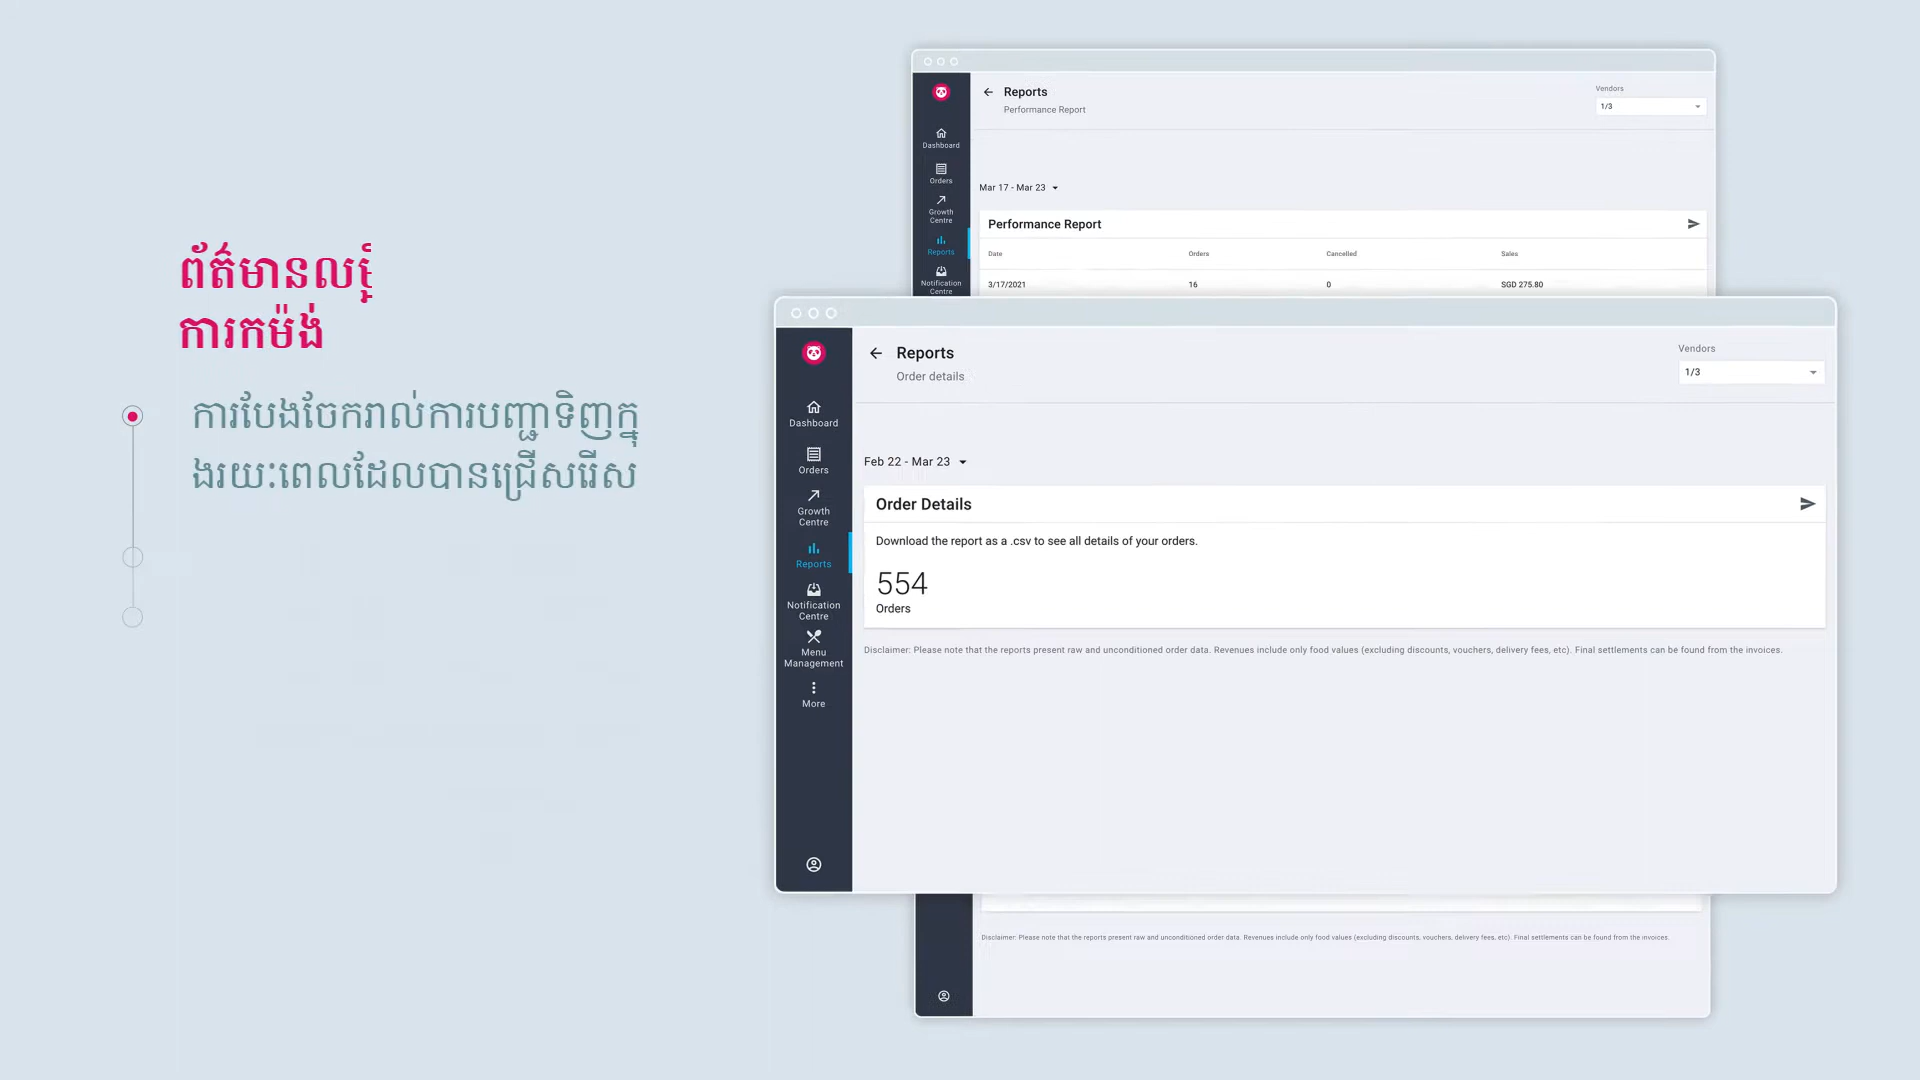 ព័ត៌មានលម្អិ
ការកម៉ង់
ការបែងចែករាល់ការបញ្ជាទិញក្នុ
ងរយៈពេលដែលបានជ្រើសរើស
Reports
Performance Report
Vendors
1/3
Dashboard
Orders
Growth
Centre
Reports
Notification
Centre
Mar 17 - Mar 23
Performance Report
Date Orders Cancelled Sales
3/17/2021 16 0 SGD 275.80
Reports
Order details
Vendors
1/3
Dashboard
Orders
Growth
Centre
Reports
Notification
Centre
Menu
Management
More
Feb 22 - Mar 23
Order Details
Download the report as a .csv to see all details of your orders.
554
Orders
Disclaimer: Please note that the reports present raw and unconditioned order data. Revenues include only food values (excluding discounts, vouchers, delivery fees, etc). Final settlements can be found from the invoices.
Disclaimer: Please note that the reports present raw and unconditioned order data. Revenues include only food values (excluding discounts, vouchers, delivery fees, etc). Final settlements can be found from the invoices.